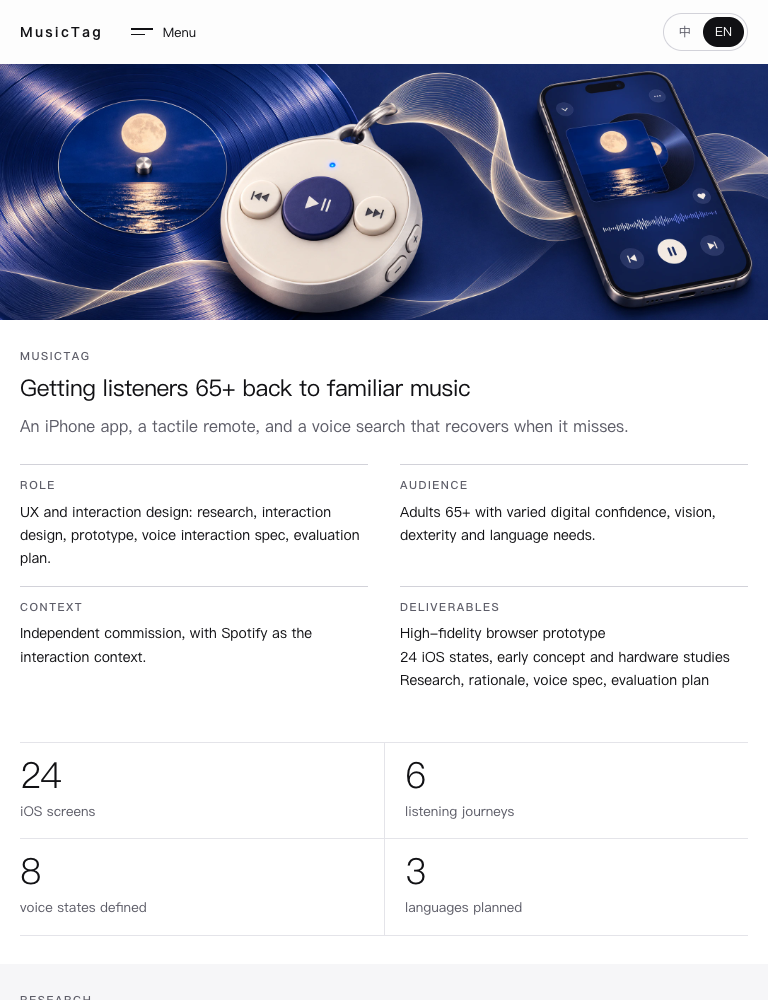 MusicTag
Menu
中
EN
MUSICTAG
Getting listeners 65+ back to familiar music
An iPhone app, a tactile remote, and a voice search that recovers when it misses.
ROLE
UX and interaction design: research, interaction
design, prototype, voice interaction spec, evaluation
plan.
AUDIENCE
Adults 65+ with varied digital confidence, vision,
dexterity and language needs.
CONTEXT
Independent commission, with Spotify as the
interaction context.
DELIVERABLES
High–fidelity browser prototype
24 iOS states, early concept and hardware studies
Research, rationale, voice spec, evaluation plan
24
iOS screens
6
listening journeys
8
voice states defined
3
languages planned
RESEARCH